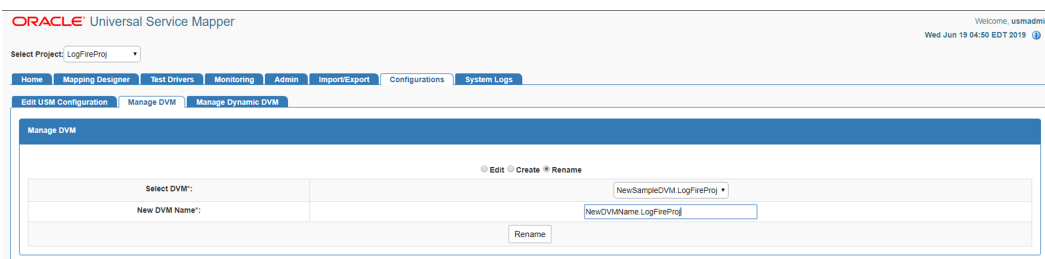 ORACLE Universal Service Mapper
Welcome, usmadmi
Wed Jun 19 04:50 EDT 2019
Select Project: LogFireProj
Home Mapping Designer Test Drivers Monitoring Admin Import/Export Configurations System Logs
Edit USM Configuration Manage DVM Manage Dynamic DVM
Manage DVM
Edit Create Rename
Select DVM*: NewSampleDVM.LogFireProj
New DVM Name*: NewDVMName.LogFireProj
Rename